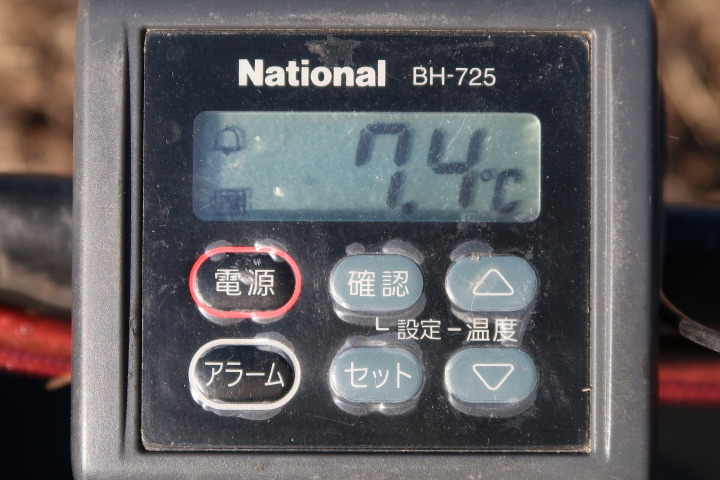 National BH-725
7.4℃
電源 確認
設定 温度
アラーム セット